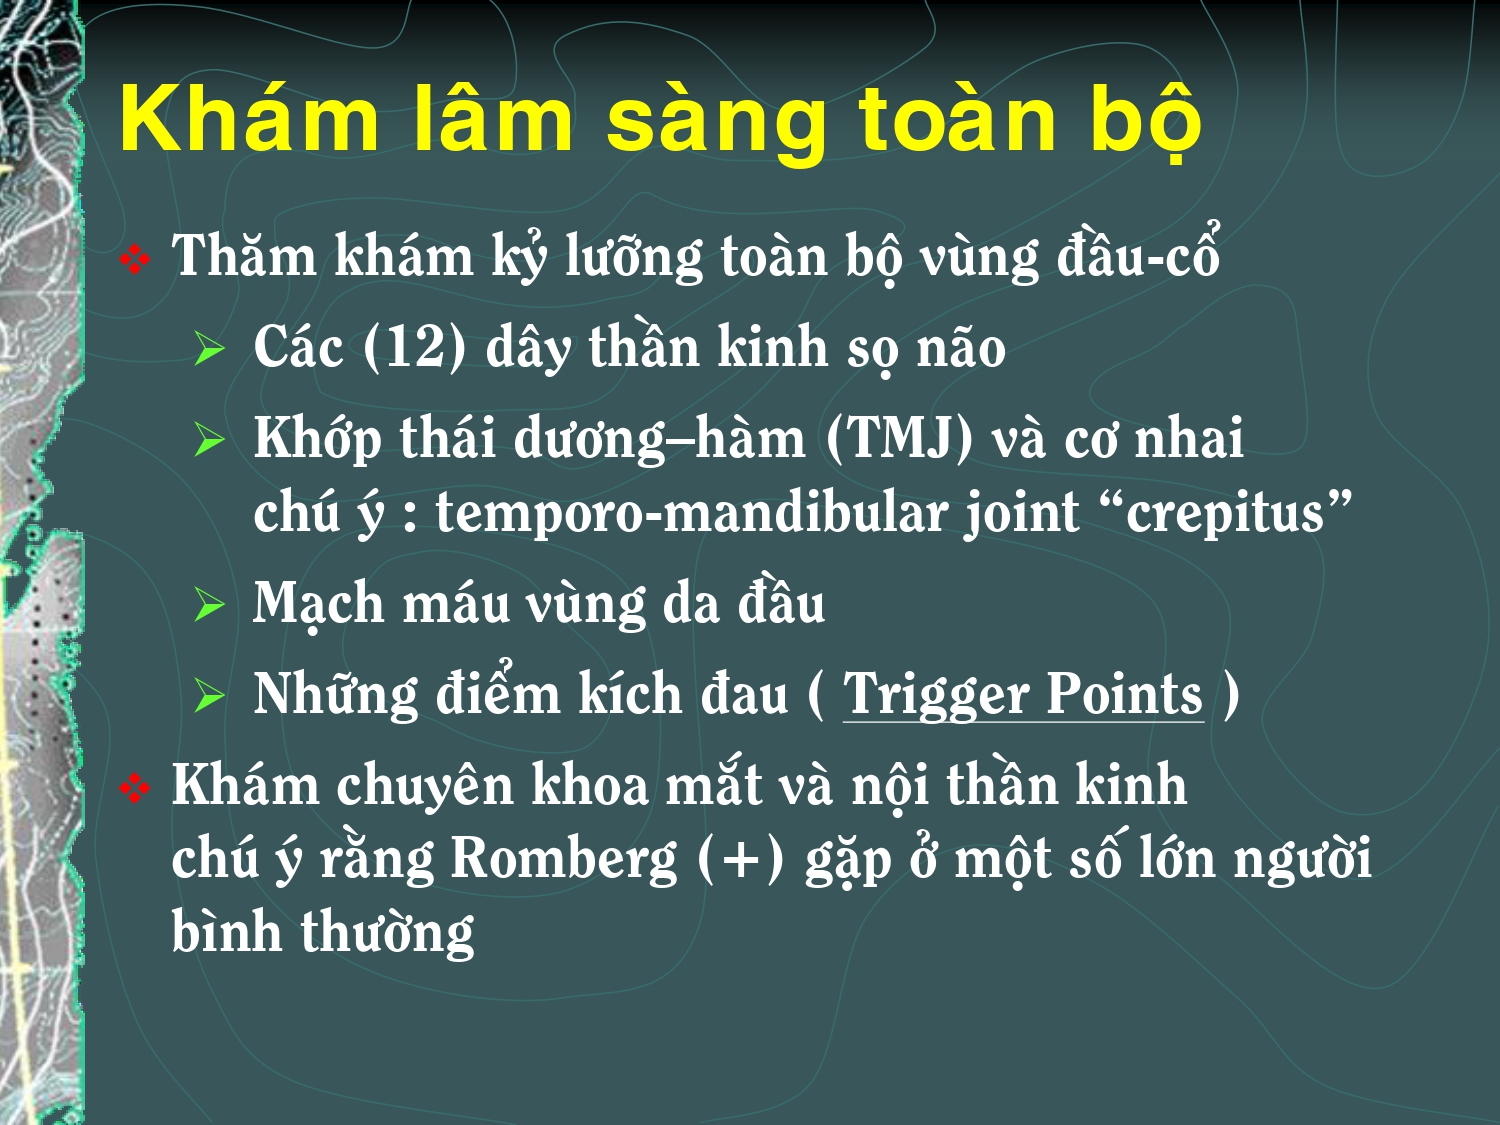 Khám lâm sàng toàn bộ
Thăm khám kỷ lưỡng toàn bộ vùng đầu-cổ
Các (12) dây thần kinh sọ não
Khớp thái dương–hàm (TMJ) và cơ nhai
chú ý : temporo-mandibular joint “crepitus”
Mạch máu vùng da đầu
Những điểm kích đau ( Trigger Points )
Khám chuyên khoa mắt và nội thần kinh
chú ý rằng Romberg (+) gặp ở một số lớn người
bình thường